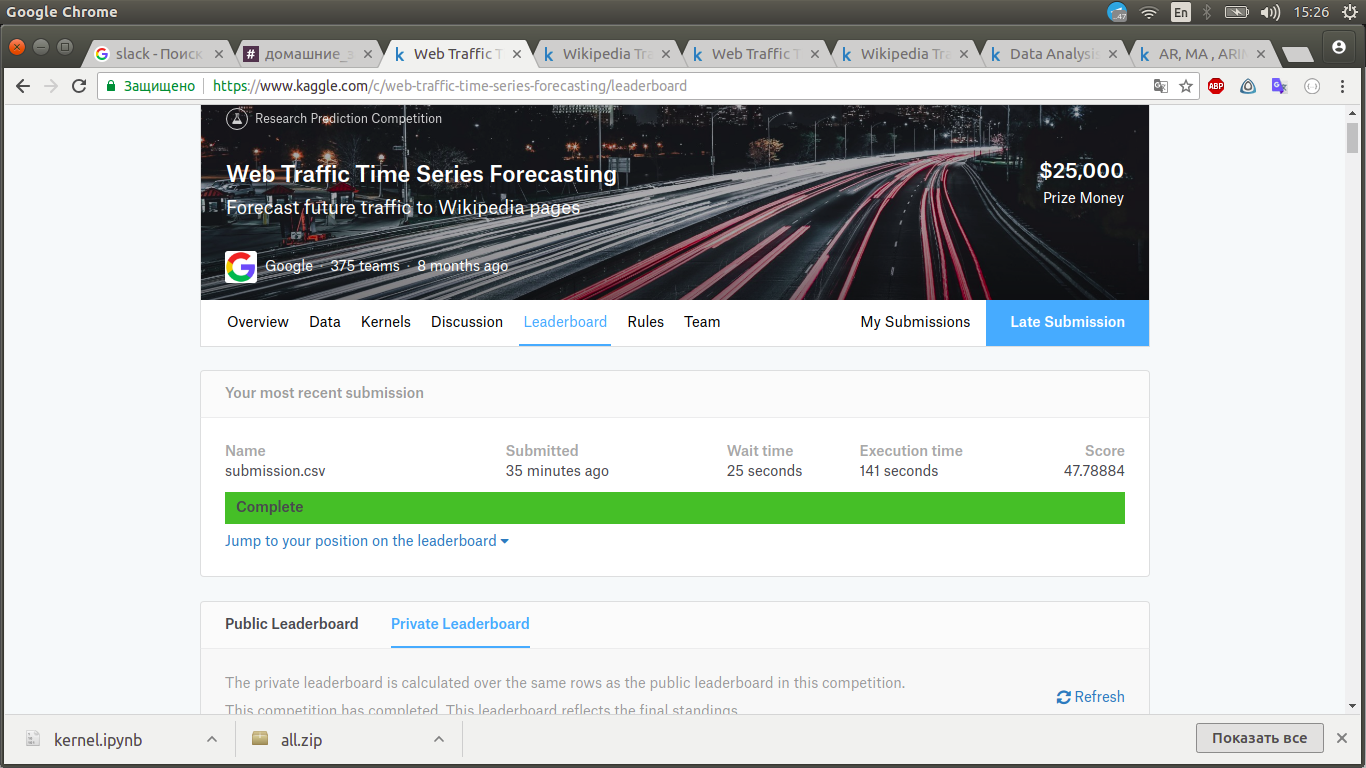 Google Chrome
47
En
15:26
slack - Поиск
# домашние_з
k Web Traffic T
k Wikipedia Tra
k Web Traffic T
k Wikipedia Tra
k Data Analysis
k AR, MA , ARI
Защищено https://www.kaggle.com/c/web-traffic-time-series-forecasting/leaderboard
ABP
Research Prediction Competition
Web Traffic Time Series Forecasting
$25,000
Forecast future traffic to Wikipedia pages
Prize Money
Google · 375 teams · 8 months ago
Overview Data Kernels Discussion Leaderboard Rules Team My Submissions Late Submission
Your most recent submission
Name Submitted Wait time Execution time Score
submission.csv 35 minutes ago 25 seconds 141 seconds 47.78884
Complete
Jump to your position on the leaderboard
Public Leaderboard Private Leaderboard
The private leaderboard is calculated over the same rows as the public leaderboard in this competition.
Refresh
This competition has completed. This leaderboard reflects the final standings.
kernel.ipynb
all.zip
Показать все